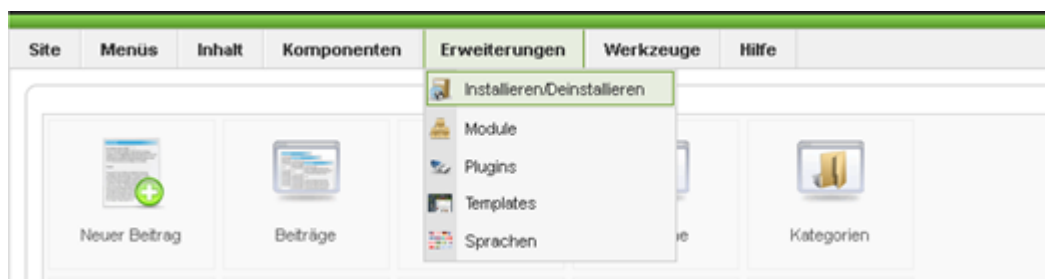 Site Menüs Inhalt Komponenten Erweiterungen Werkzeuge Hilfe
Installieren/Deinstallieren
Module
Plugins
Templates
Sprachen
Neuer Beitrag Beiträge Kategorien